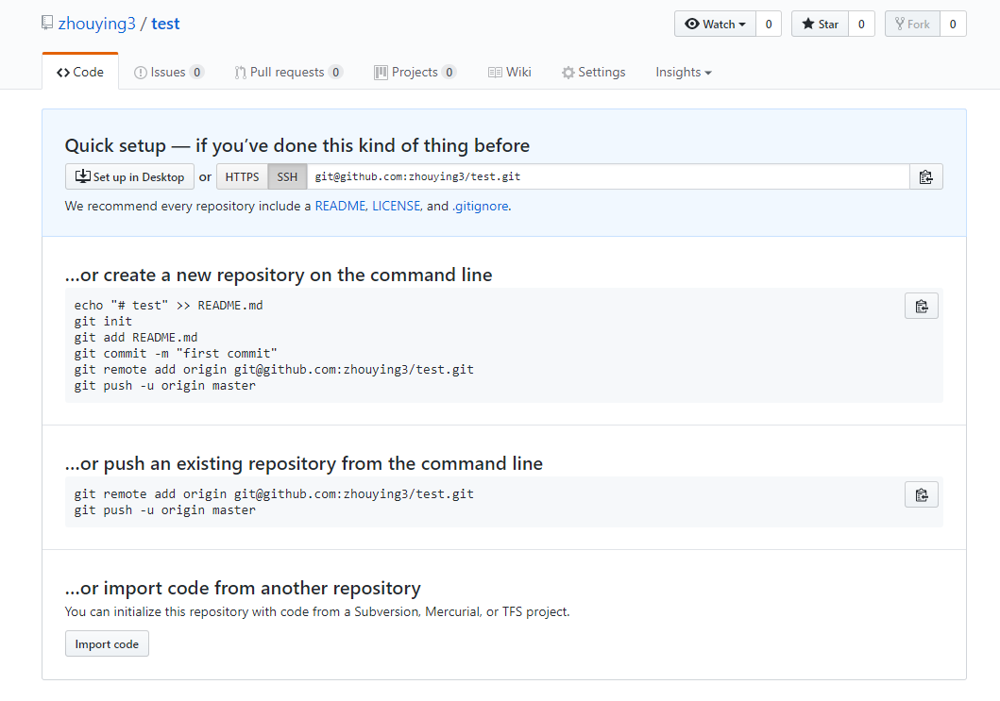 zhouying3 / test
Watch 0 Star 0 Fork 0
Code Issues 0 Pull requests 0 Projects 0 Wiki Settings Insights
Quick setup — if you’ve done this kind of thing before
Set up in Desktop or HTTPS SSH git@github.com:zhouying3/test.git
We recommend every repository include a README, LICENSE, and .gitignore.
…or create a new repository on the command line
echo "# test" >> README.md
git init
git add README.md
git commit -m "first commit"
git remote add origin git@github.com:zhouying3/test.git
git push -u origin master
…or push an existing repository from the command line
git remote add origin git@github.com:zhouying3/test.git
git push -u origin master
…or import code from another repository
You can initialize this repository with code from a Subversion, Mercurial, or TFS project.
Import code